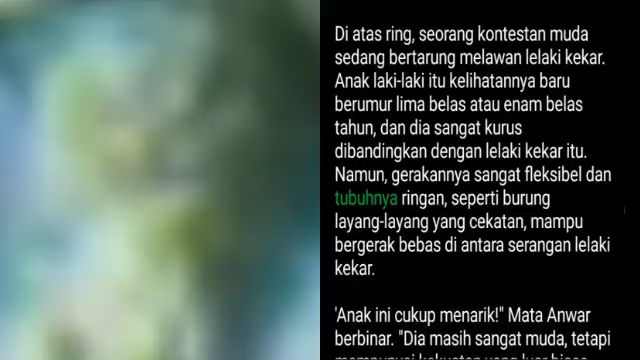 Di atas ring, seorang kontestan muda
sedang bertarung melawan lelaki kekar.
Anak laki-laki itu kelihatannya baru
berumur lima belas atau enam belas
tahun, dan dia sangat kurus
dibandingkan dengan lelaki kekar itu.
Namun, gerakannya sangat fleksibel dan
tubuhnya ringan, seperti burung
layang-layang yang cekatan, mampu
bergerak bebas di antara serangan lelaki
kekar.
'Anak ini cukup menarik!" Mata Anwar
berbinar. "Dia masih sangat muda, tetapi